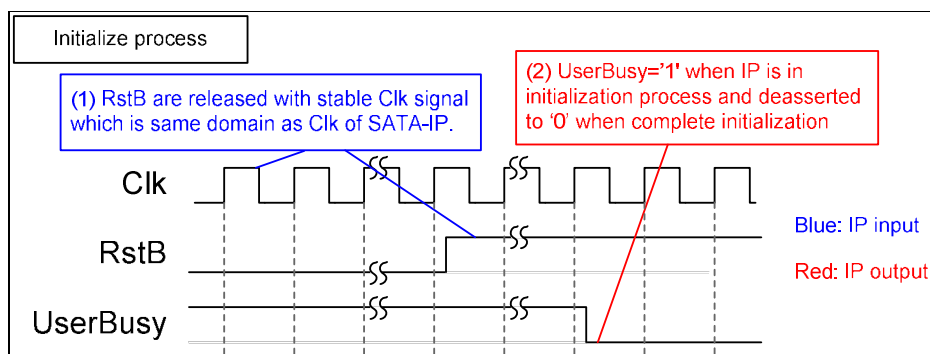 Initialize process
(1) RstB are released with stable Clk signal
which is same domain as Clk of SATA-IP.
(2) UserBusy='1' when IP is in
initialization process and deasserted
to ‘0’ when complete initialization
Clk
RstB
UserBusy
Blue: IP input
Red: IP output